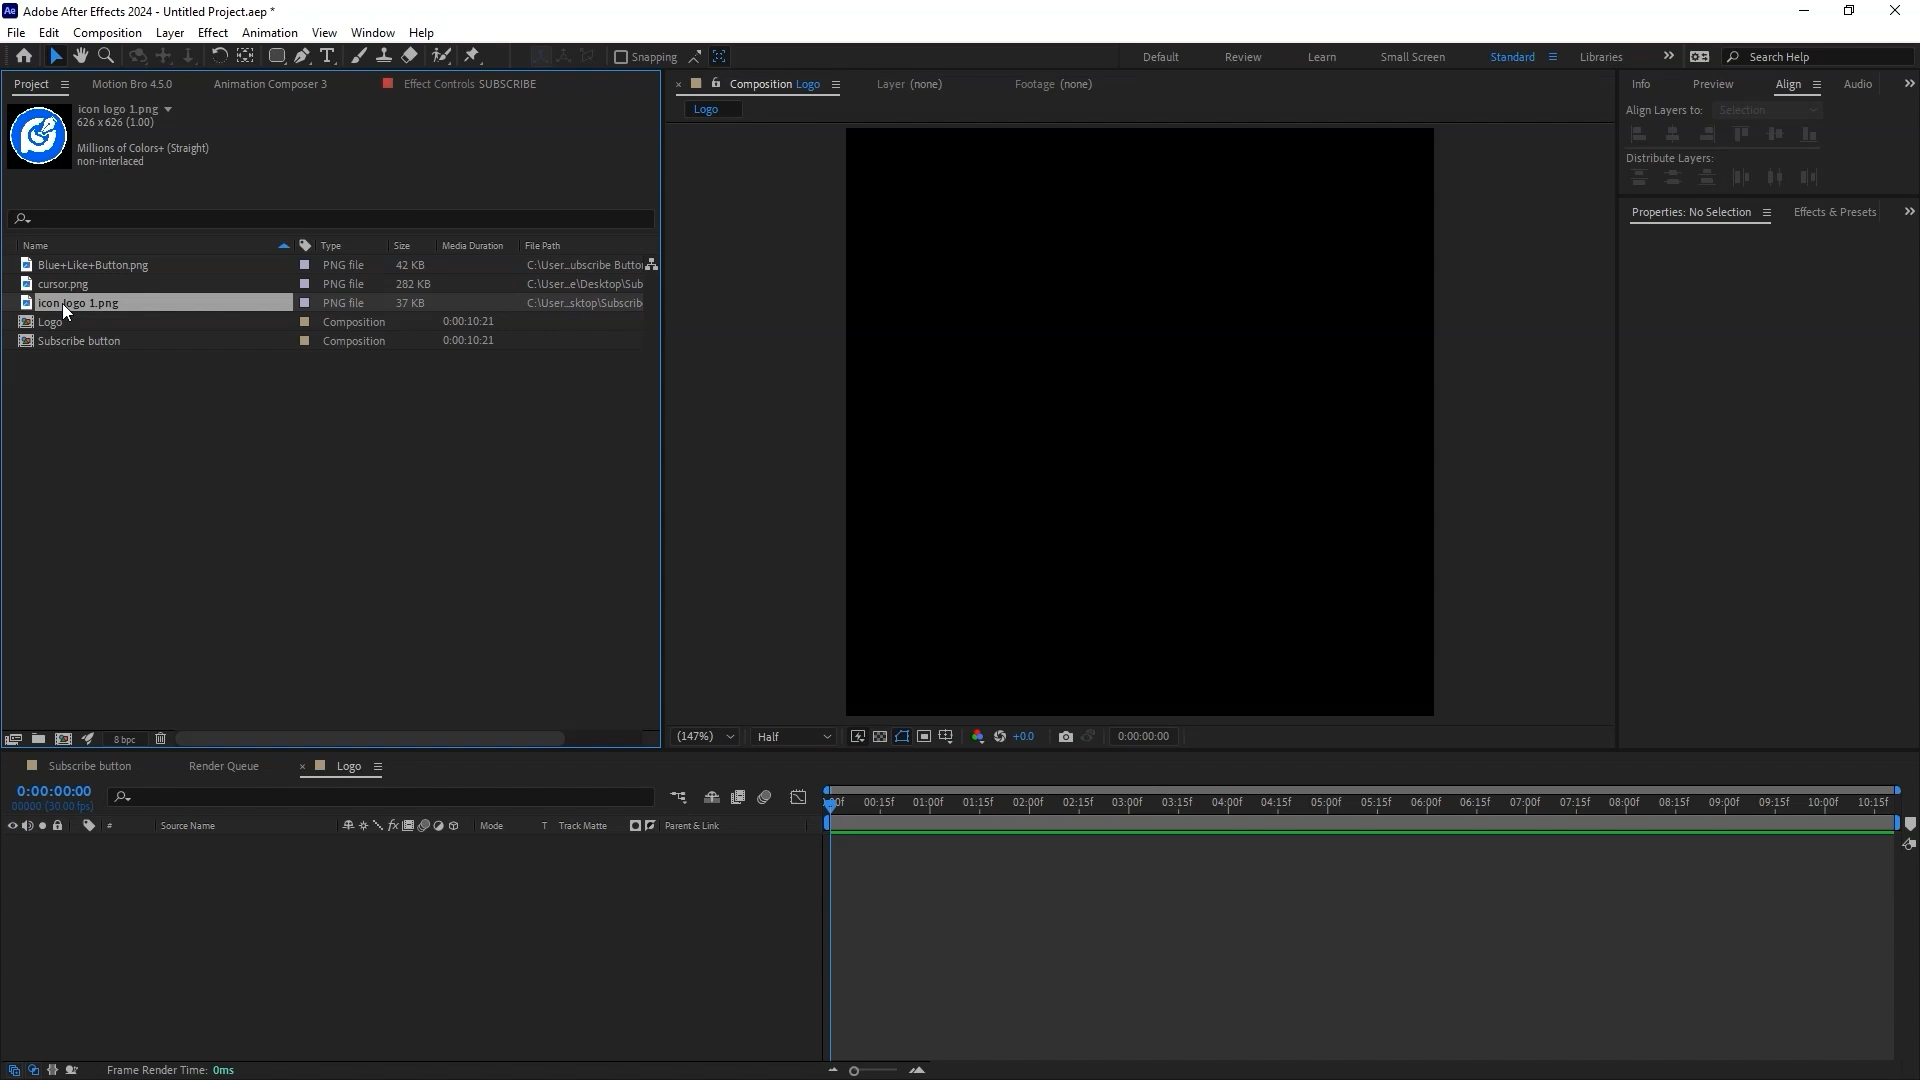 Ae Adobe After Effects 2024 - Untitled Project.aep *
File Edit Composition Layer Effect Animation View Window Help
Snapping Default Review Learn Small Screen Standard Libraries Search Help
Project Motion Bro 4.5.0 Animation Composer 3 Effect Controls SUBSCRIBE
Composition Logo Layer (none) Footage (none)
Info Preview Align Audio
icon logo 1.png
626 x 626 (1.00)
Millions of Colors+ (Straight)
non-interlaced
Logo
Align Layers to: Selection
Distribute Layers:
Properties: No Selection Effects & Presets
Name Type Size Media Duration File Path
Blue+Like+Button.png PNG file 42 KB C:\User...ubscribe Butto
cursor.png PNG file 282 KB C:\User...e\Desktop\Sub
icon logo 1.png PNG file 37 KB C:\User...sktop\Subscrib
Logo Composition 0:00:10:21
Subscribe button Composition 0:00:10:21
8 bpc
(147%) Half +0.0 0:00:00:00
Subscribe button Render Queue Logo
0:00:00:00
00000 (30.00 fps)
:00f 00:15f 01:00f 01:15f 02:00f 02:15f 03:00f 03:15f 04:00f 04:15f 05:00f 05:15f 06:00f 06:15f 07:00f 07:15f 08:00f 08:15f 09:00f 09:15f 10:00f 10:15f
# Source Name fx Mode T Track Matte Parent & Link
Frame Render Time: 0ms